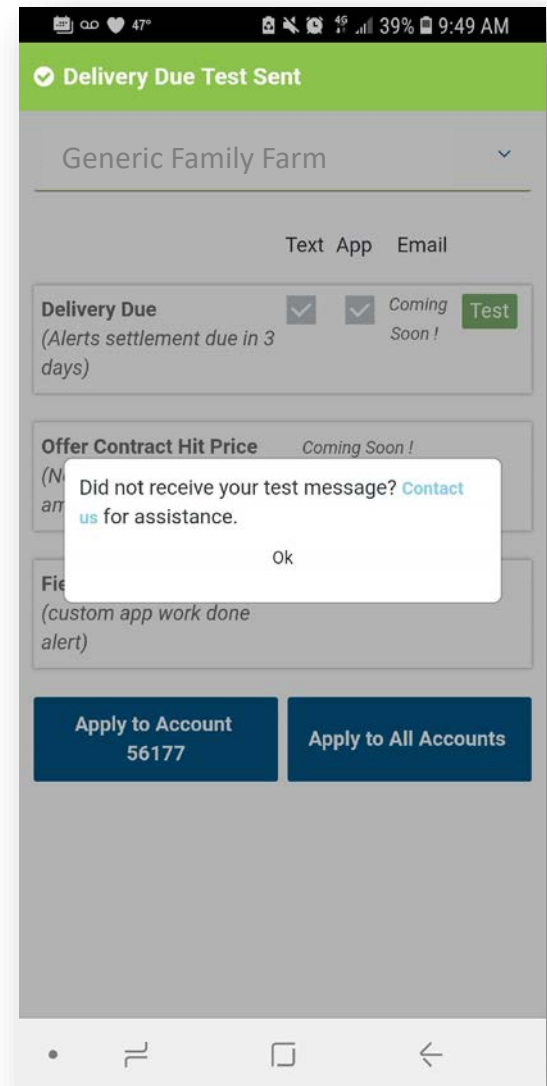 47° 4G 39% 9:49 AM
Delivery Due Test Sent
Generic Family Farm
Text App Email
Delivery Due Coming Test
(Alerts settlement due in 3 Soon !
days)
Offer Contract Hit Price Coming Soon !
Did not receive your test message? Contact
us for assistance.
Ok
(custom app work done
alert)
Apply to Account
56177
Apply to All Accounts